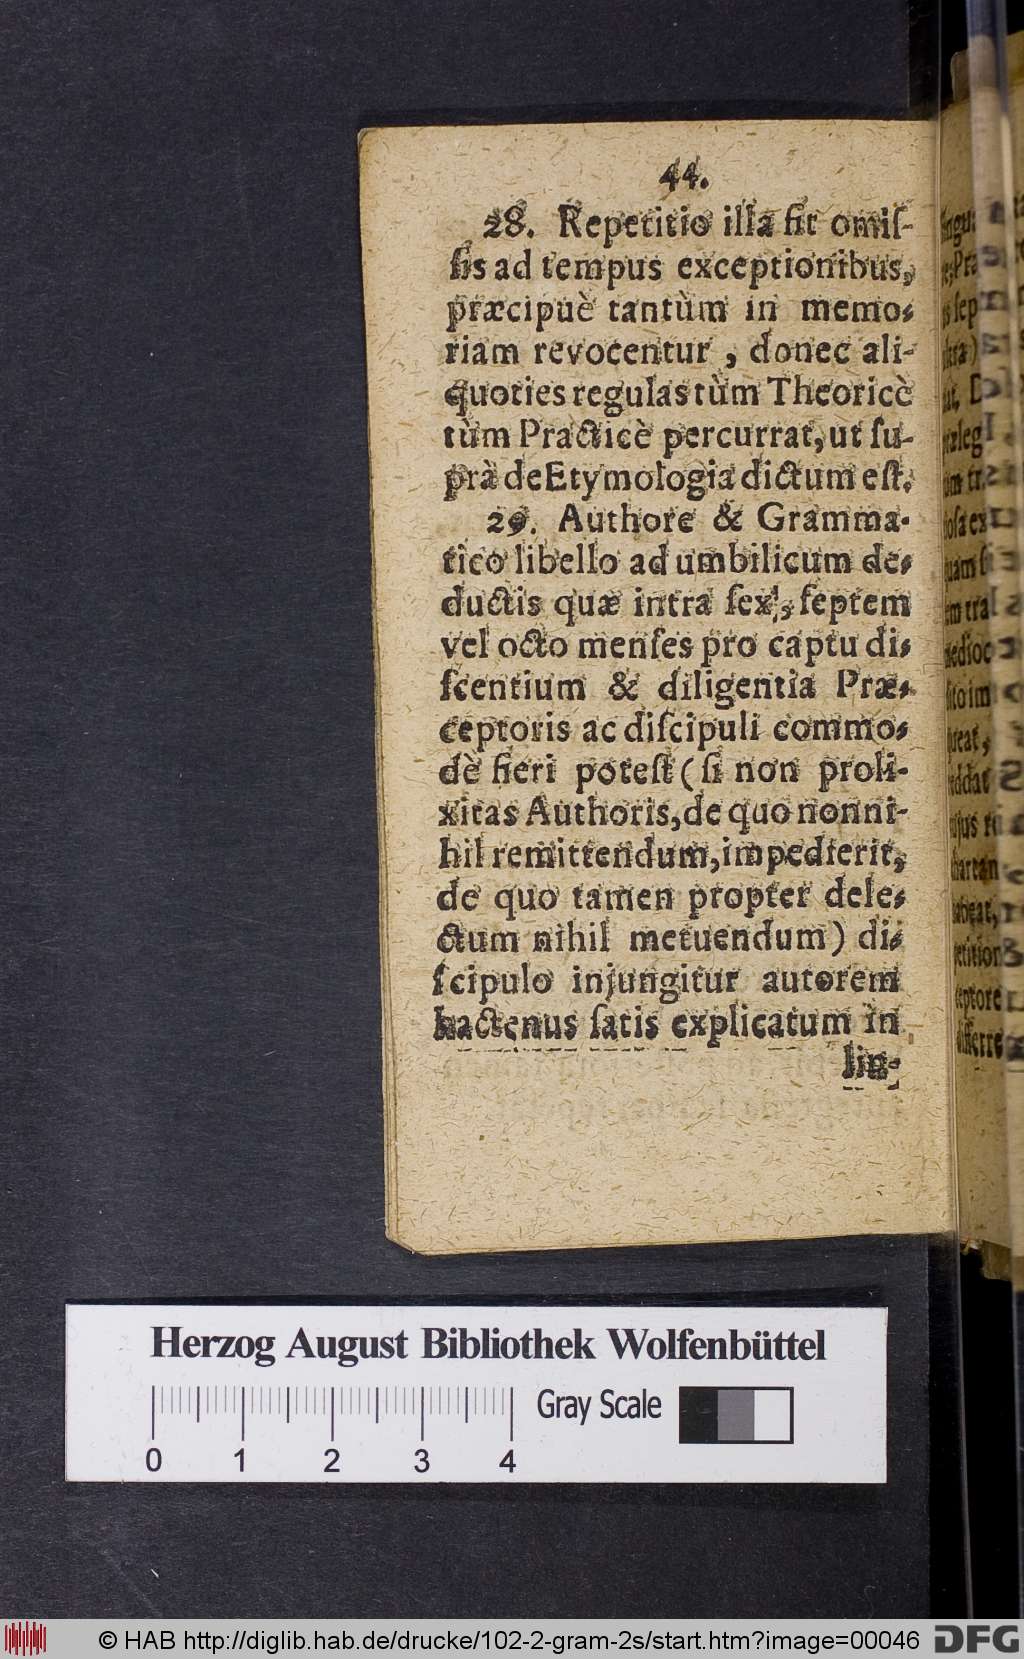 44.
28. Repetitio illa fit omiſ-
ſis ad tempus exceptionibus,
præcipuè tantùm in memo-
riam revocentur, donec ali-
quoties regulas tùm Theoricè
tùm Practicè percurrat, ut ſu-
prà de Etymologia dictum eſt.
29. Authore & Gramma-
tico libello ad umbilicum de-
ductis quæ intra ſex, ſeptem
vel octo menſes pro captu di-
ſcentium & diligentia Præ-
ceptoris ac diſcipuli commo-
dè fieri poteſt (ſi non proli-
xitas Authoris, de quo nonni-
hil remittendum, impedierit,
de quo tamen propter dele-
ctum nihil metuendum) di-
ſcipulo injungitur autorem
hactenus ſatis explicatum in
lin-
Herzog August Bibliothek Wolfenbüttel
Gray Scale
0 1 2 3 4
© HAB http://diglib.hab.de/drucke/102-2-gram-2s/start.htm?image=00046
DFG